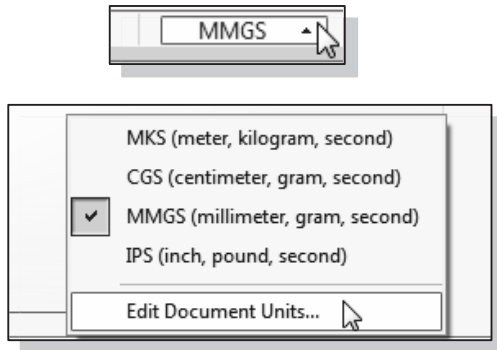 MMGS
MKS (meter, kilogram, second)
CGS (centimeter, gram, second)
MMGS (millimeter, gram, second)
IPS (inch, pound, second)
Edit Document Units...